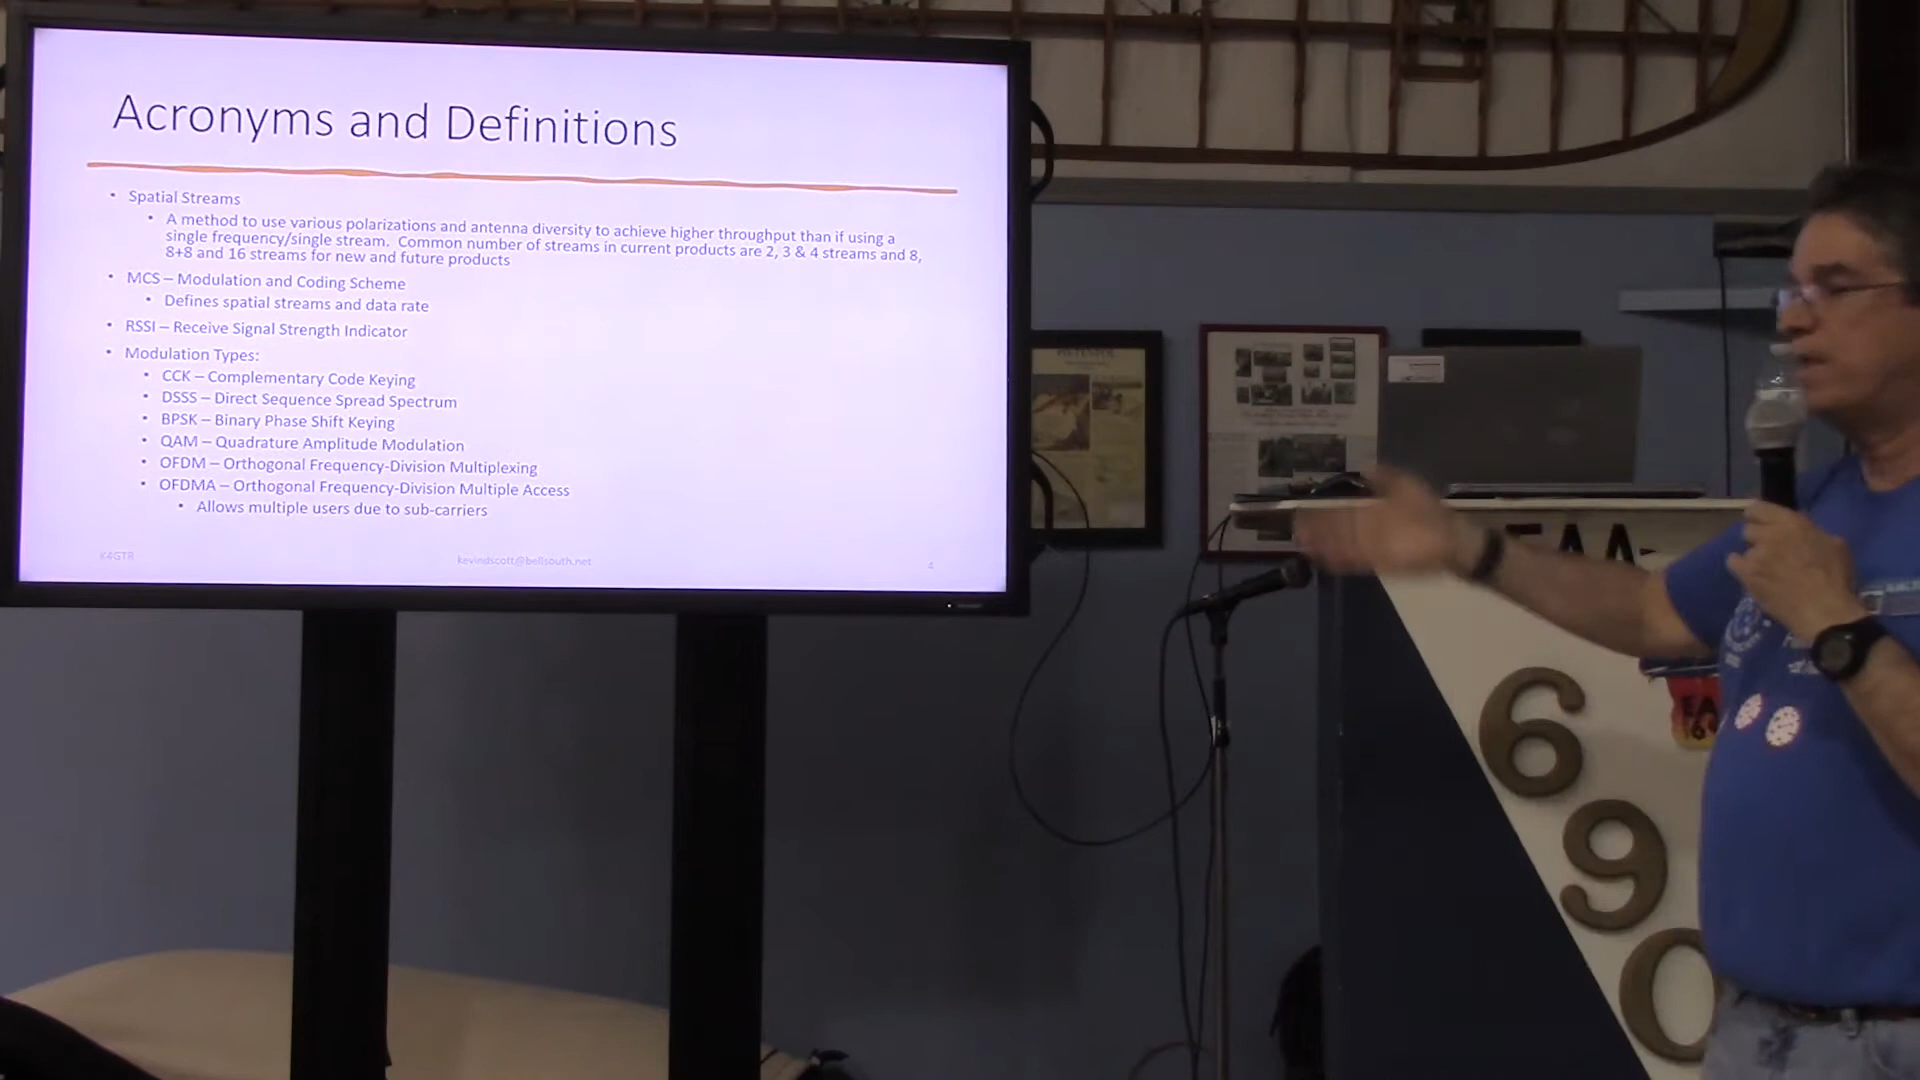 Acronyms and Definitions
• Spatial Streams
• A method to use various polarizations and antenna diversity to achieve higher throughput than if using a
single frequency/single stream. Common number of streams in current products are 2, 3 & 4 streams and 8,
8+8 and 16 streams for new and future products
• MCS – Modulation and Coding Scheme
• Defines spatial streams and data rate
• RSSI – Receive Signal Strength Indicator
• Modulation Types:
• CCK – Complementary Code Keying
• DSSS – Direct Sequence Spread Spectrum
• BPSK – Binary Phase Shift Keying
• QAM – Quadrature Amplitude Modulation
• OFDM – Orthogonal Frequency-Division Multiplexing
• OFDMA – Orthogonal Frequency-Division Multiple Access
• Allows multiple users due to sub-carriers
K4GTR kevindscott@bellsouth.net 4
PIETENPOL
EAA
690